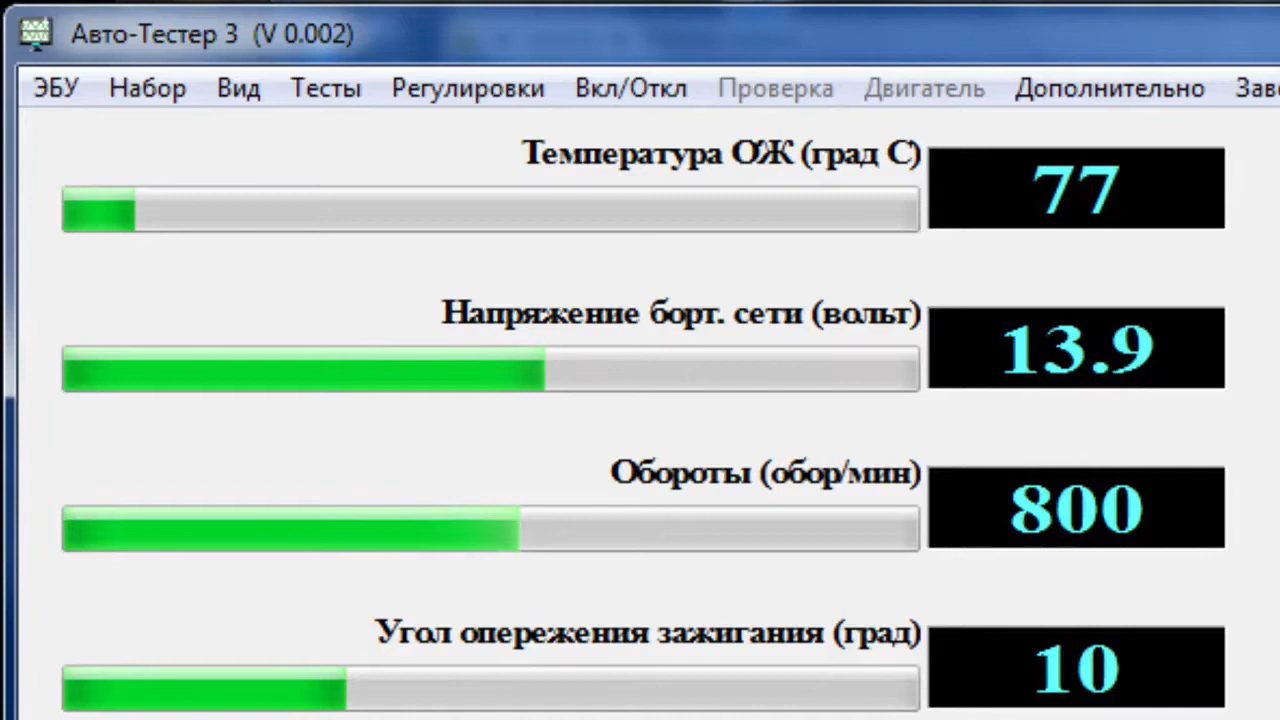 Авто-Тестер 3 (V 0.002)
ЭБУ Набор Вид Тесты Регулировки Вкл/Откл Проверка Двигатель Дополнительно
Температура ОЖ (град С)
77
Напряжение борт. сети (вольт)
13.9
Обороты (обор/мин)
800
Угол опережения зажигания (град)
10